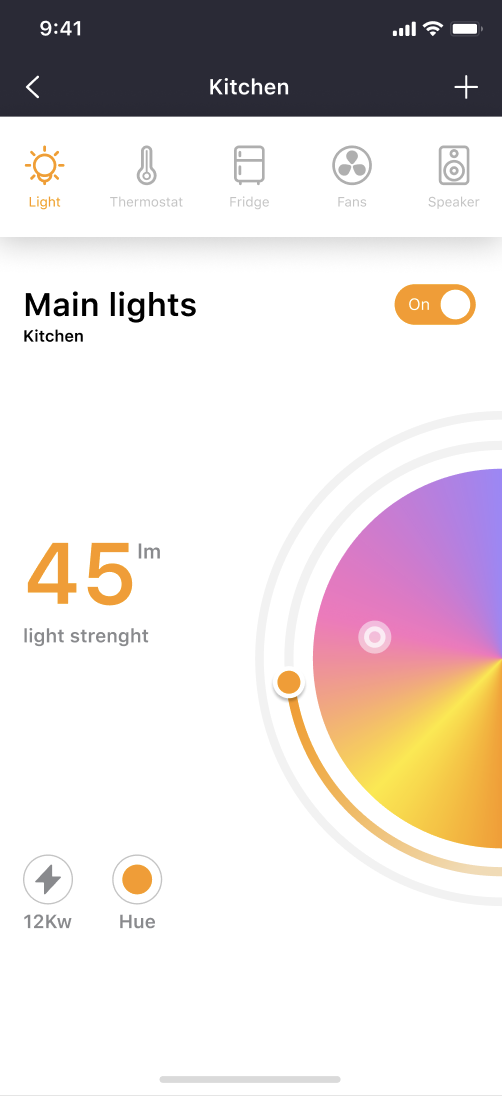 9:41
Kitchen
Light
Thermostat
Fridge
Fans
Speaker
Main lights
On
Kitchen
45 lm
light strenght
12Kw
Hue